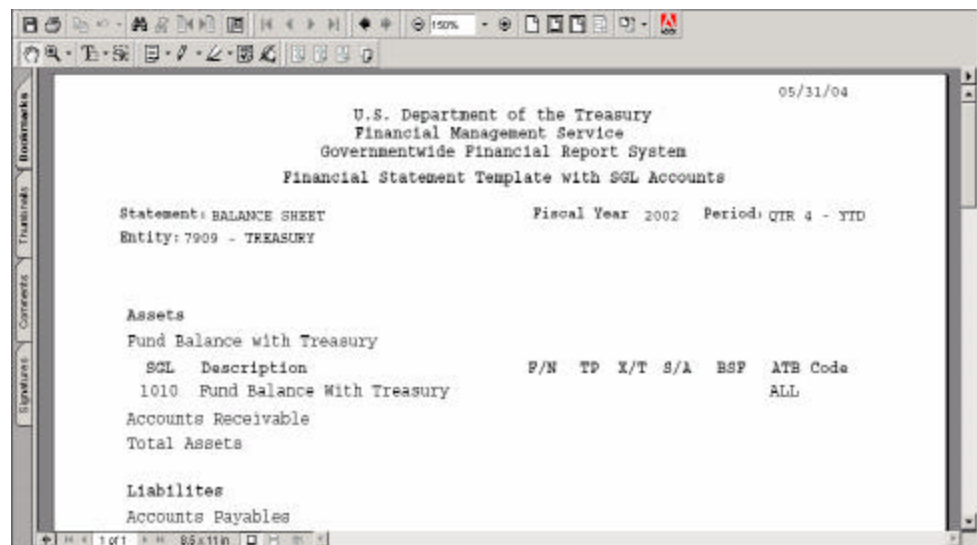 150%
05/31/04
U.S. Department of the Treasury
Financial Management Service
Governmentwide Financial Report System
Financial Statement Template with SGL Accounts
Statement: BALANCE SHEET Fiscal Year 2002 Period: QTR 4 - YTD
Entity: 7909 - TREASURY
Assets
Fund Balance with Treasury
SGL Description F/N TP X/T S/A BSF ATB Code
1010 Fund Balance With Treasury ALL
Accounts Receivable
Total Assets
Liabilites
Accounts Payables
Bookmarks
Thumbnails
Comments
Signatures
1 of 1 8.5 x 11 in